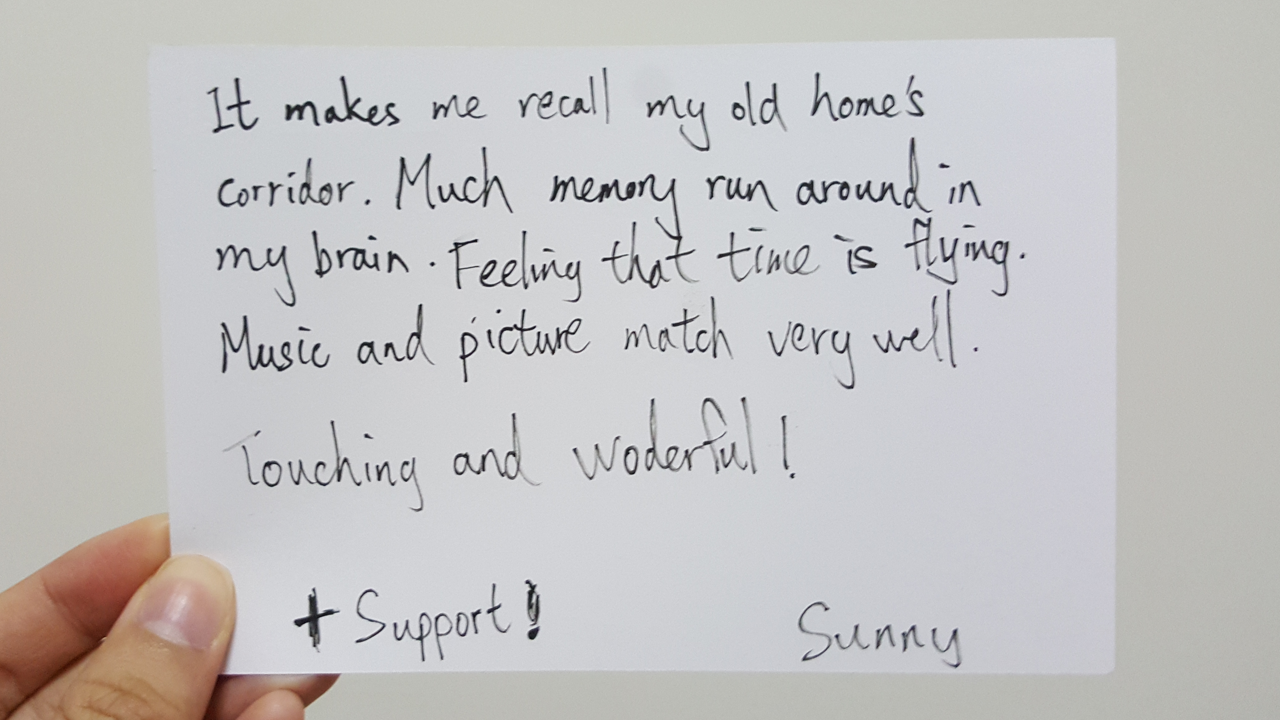 It makes me recall my old home's
corridor. Much memory run around in
my brain. Feeling that time is flying.
Music and picture match very well.
Touching and woderful!
+ Support!
Sunny